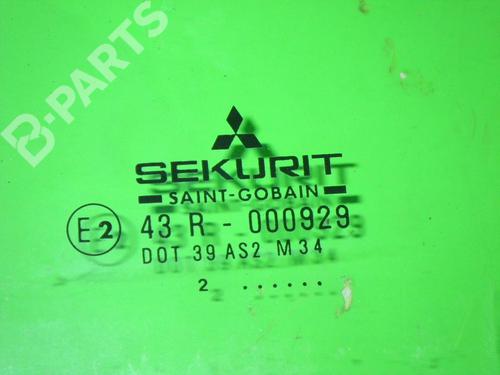 B-PARTS
SEKURIT
SAINT-GOBAIN
E2 43 R - 000929
DOT 39 AS2 M34
2 ......